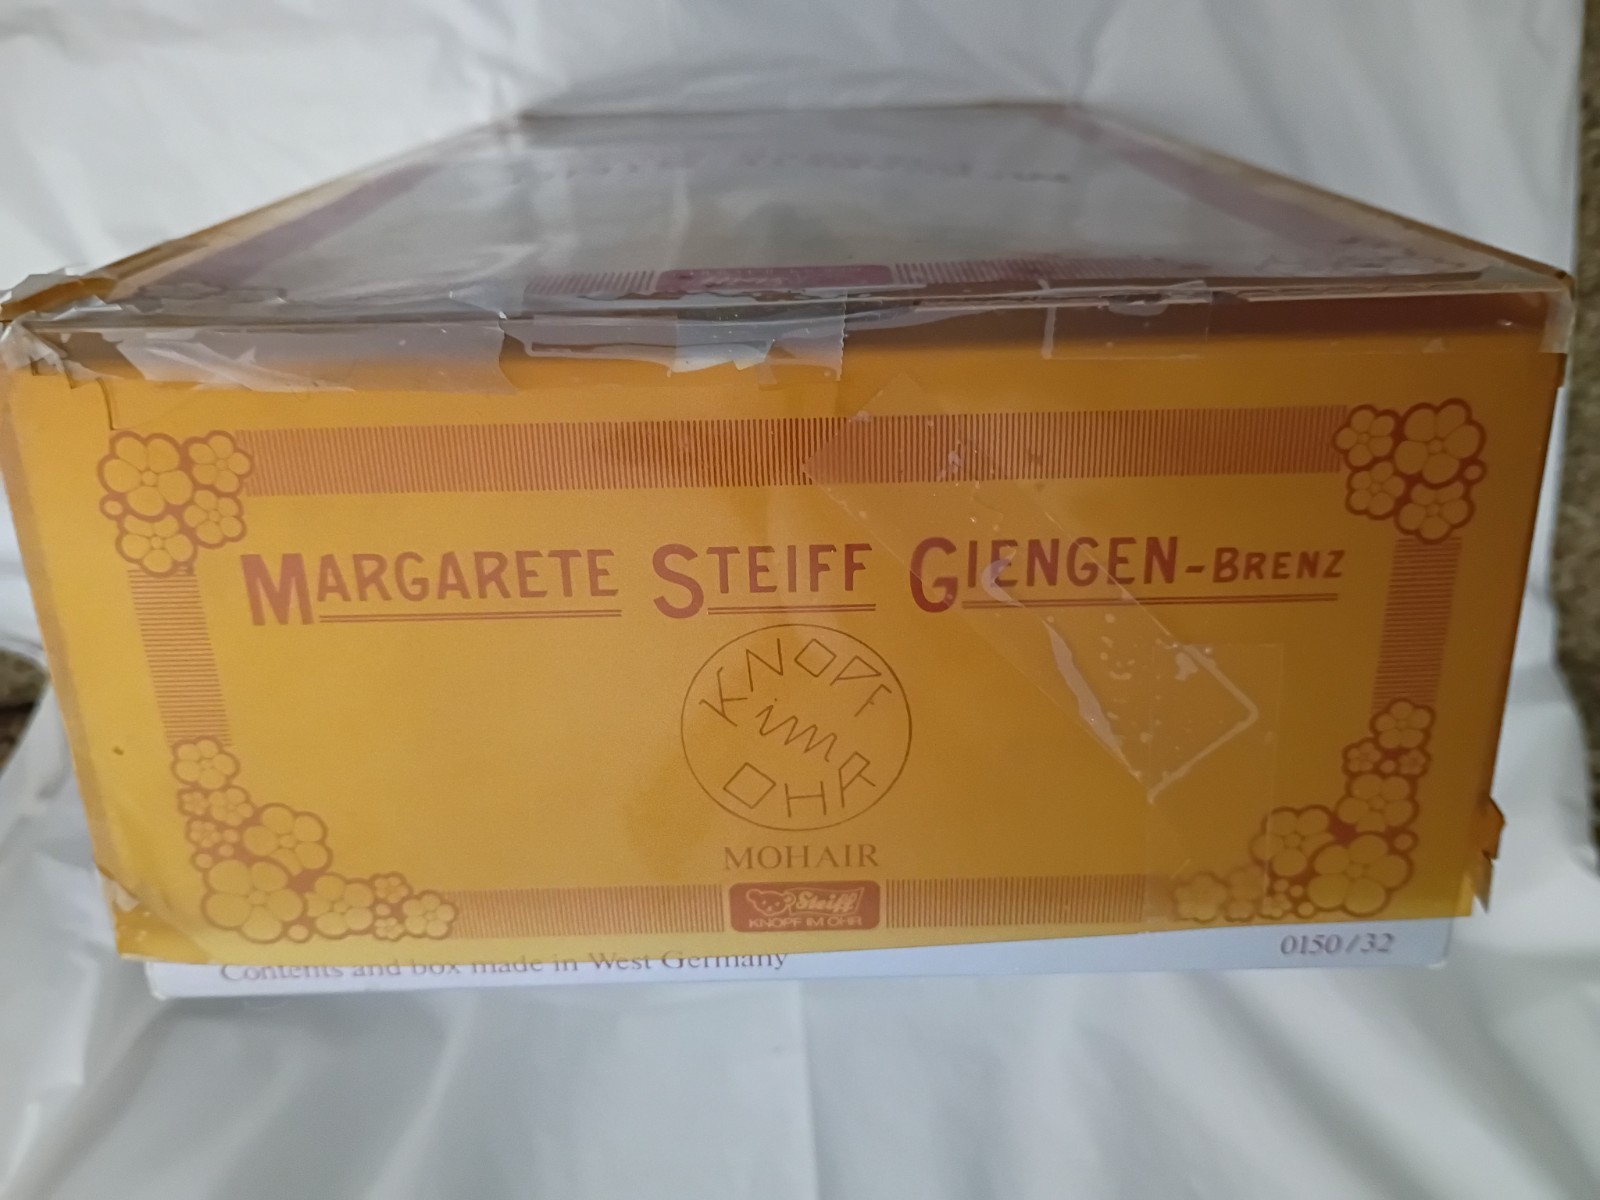 MARGARETE STEIFF GIENGEN-BRENZ
KNOPF
im
OHR
MOHAIR
Steiff
KNOPF IM OHR
Contents and box made in West Germany
0150/32